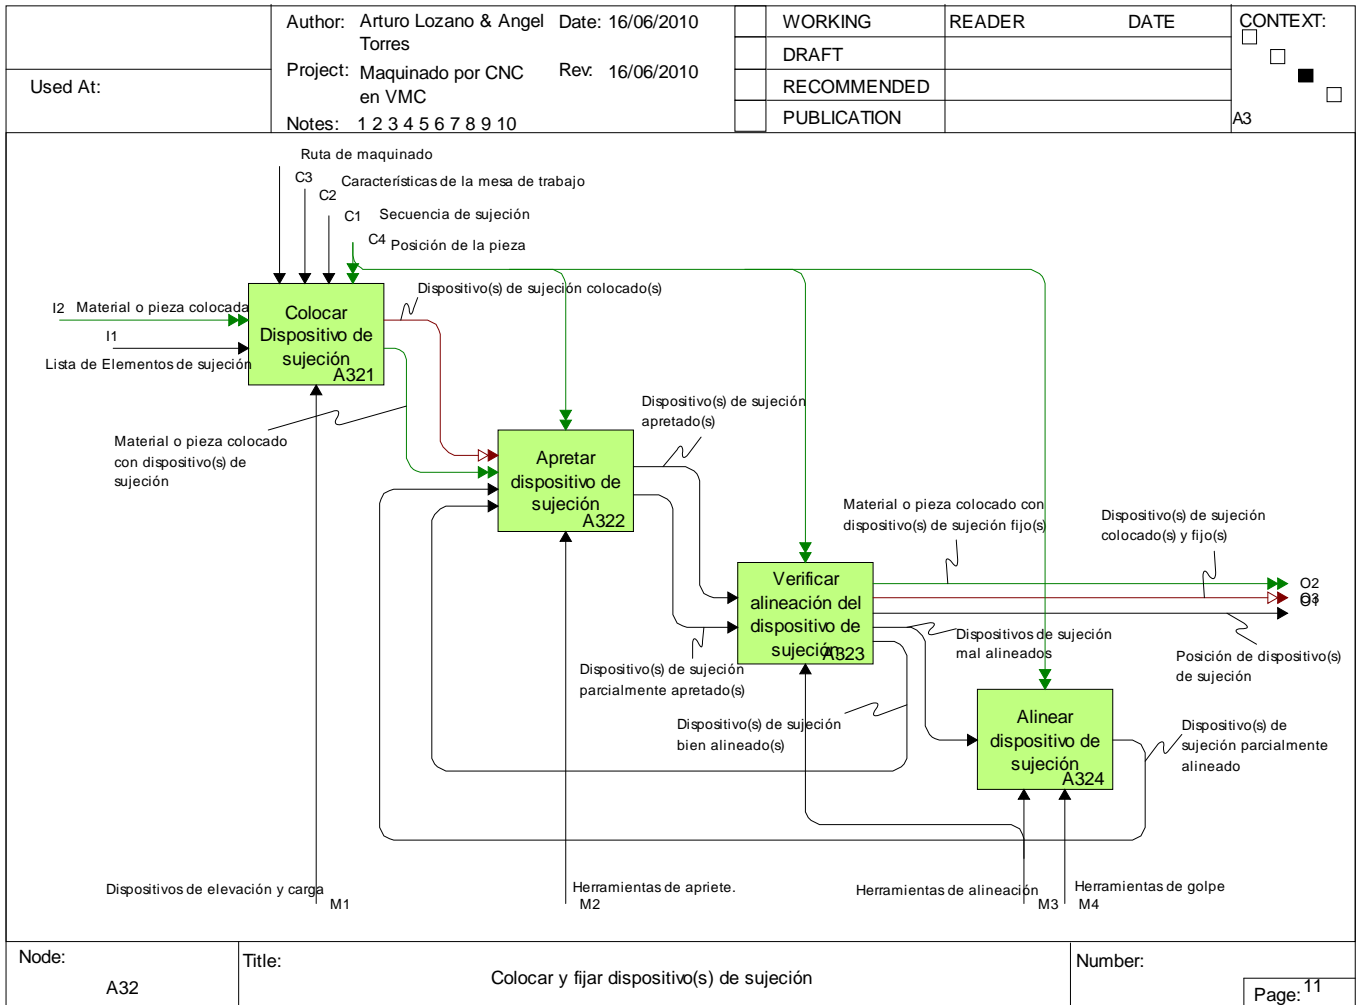 Used At:
Author: Arturo Lozano & Angel
Torres
Date: 16/06/2010
Project: Maquinado por CNC
en VMC
Rev: 16/06/2010
Notes: 1 2 3 4 5 6 7 8 9 10
WORKING
DRAFT
RECOMMENDED
PUBLICATION
READER DATE
CONTEXT:
A3
Ruta de maquinado
C3
Características de la mesa de trabajo
C2
C1 Secuencia de sujeción
C4 Posición de la pieza
I2 Material o pieza colocada
I1
Lista de Elementos de sujeción
Colocar
Dispositivo de
sujeción
A321
Dispositivo(s) de sujeción colocado(s)
Material o pieza colocado
con dispositivo(s) de
sujeción
Apretar
dispositivo de
sujeción
A322
Dispositivo(s) de sujeción
apretado(s)
Dispositivo(s) de sujeción
parcialmente apretado(s)
Verificar
alineación del
dispositivo de
sujeción
A323
Material o pieza colocado con
dispositivo(s) de sujeción fijo(s)
Dispositivo(s) de sujeción
colocado(s) y fijo(s)
O2
O3
O1
Dispositivos de sujeción
mal alineados
Posición de dispositivo(s)
de sujeción
Dispositivo(s) de sujeción
bien alineado(s)
Alinear
dispositivo de
sujeción
A324
Dispositivo(s) de
sujeción parcialmente
alineado
Dispositivos de elevación y carga
M1
Herramientas de apriete.
M2
Herramientas de alineación
M3
Herramientas de golpe
M4
Node:
A32
Title:
Colocar y fijar dispositivo(s) de sujeción
Number:
Page: 11